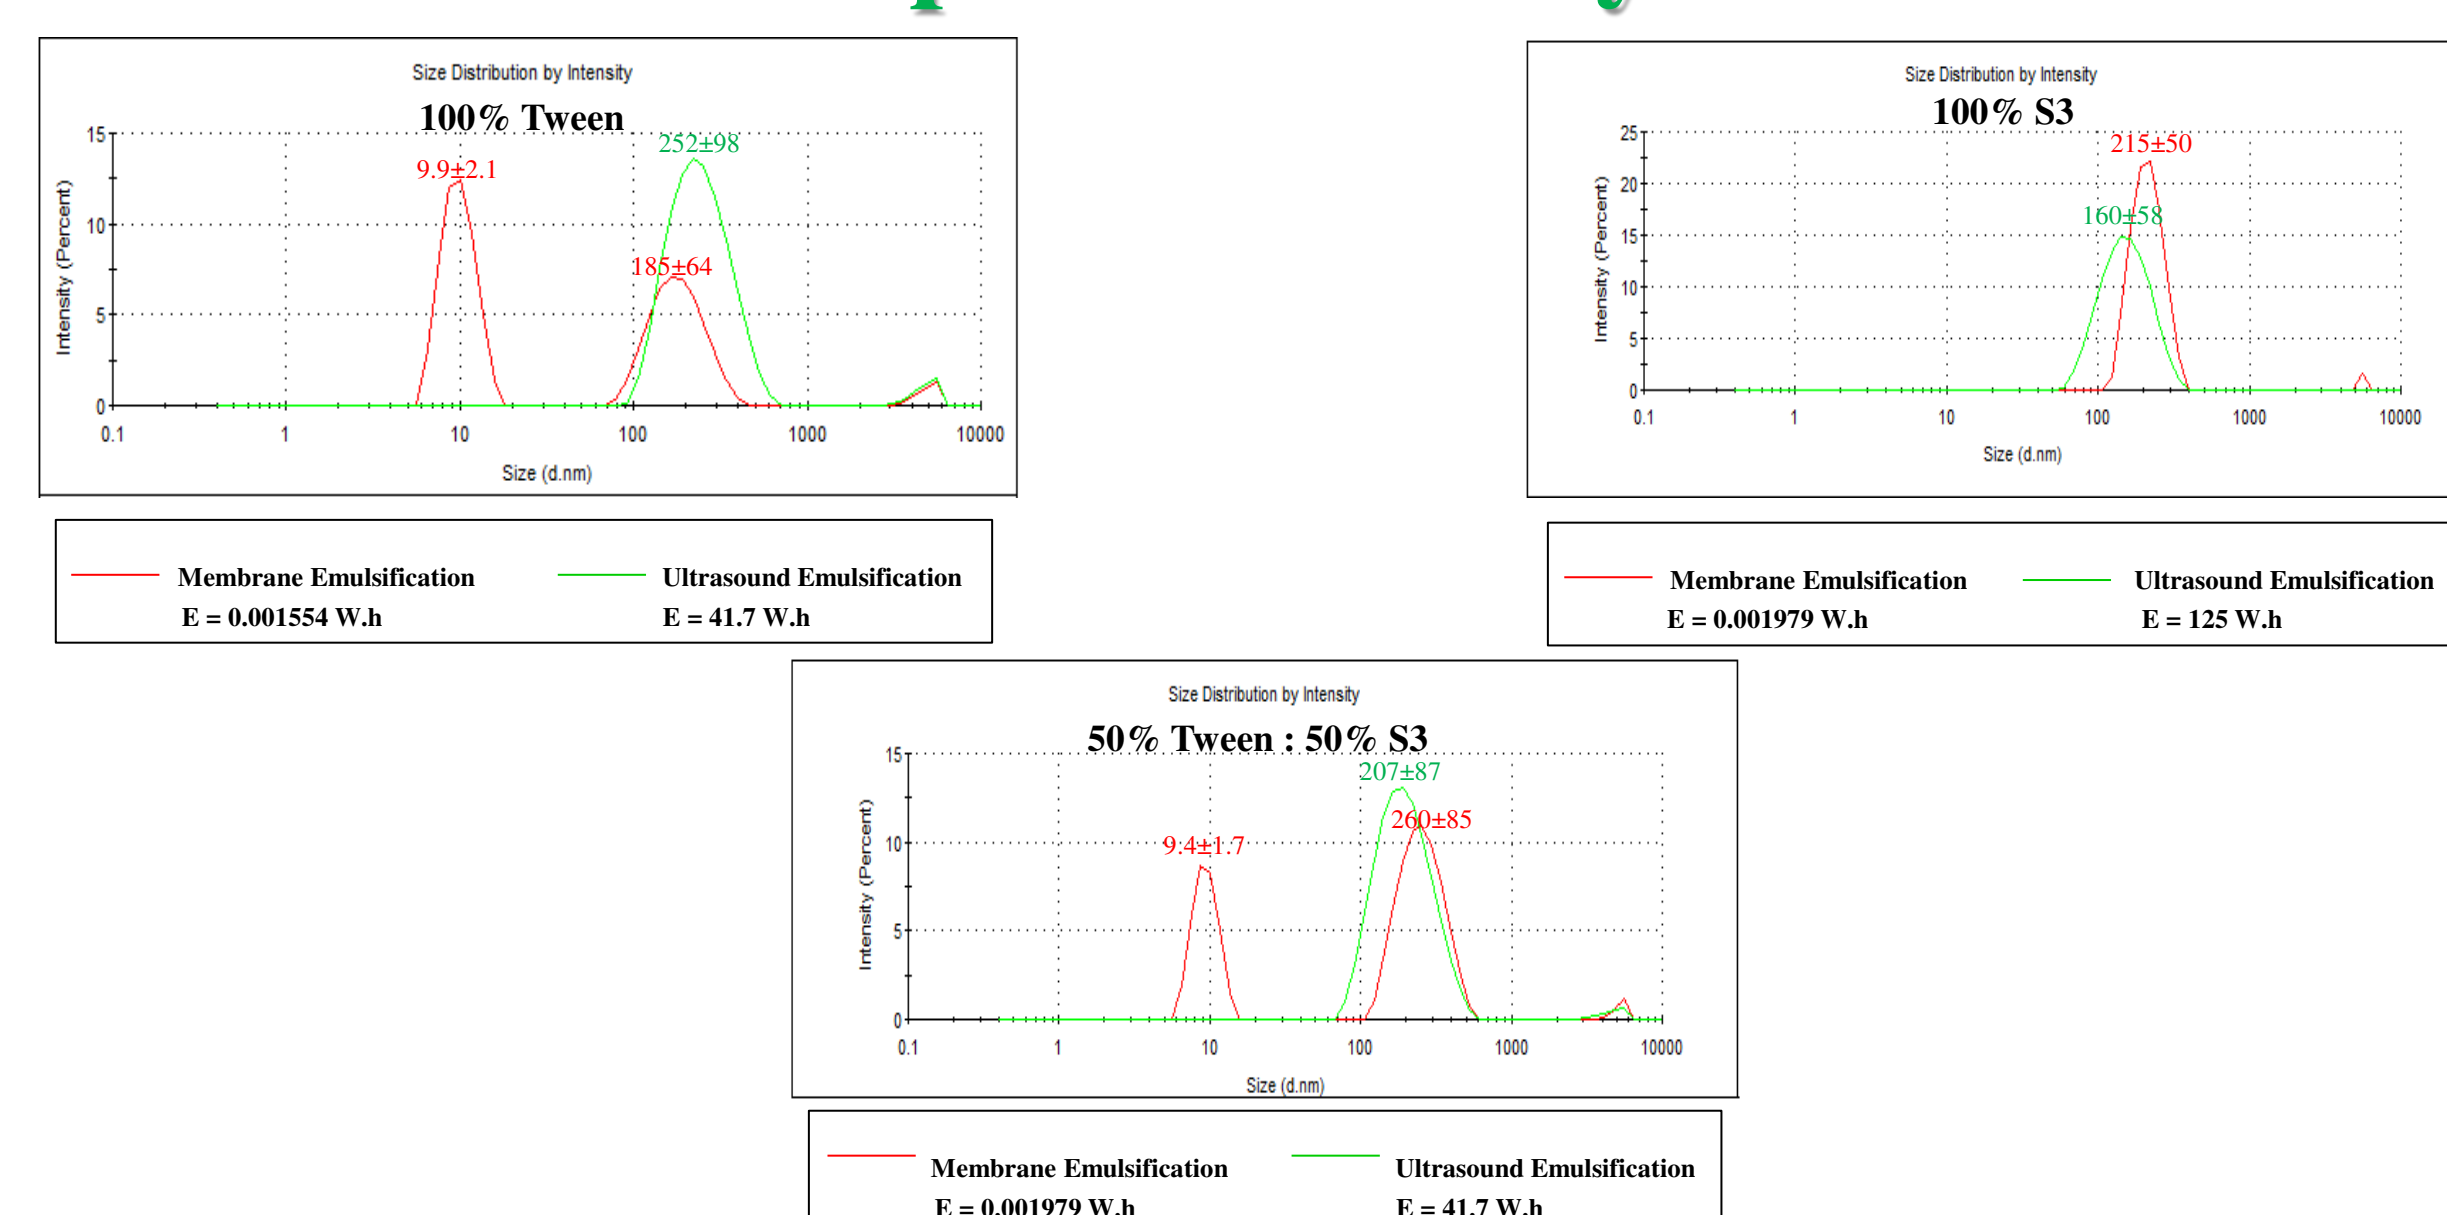 Size Distribution by Intensity
100% Tween
252±98
9.9±2.1
185±64
15
10
5
0
Intensity (Percent)
0.1 1 10 100 1000 10000
Size (d.nm)
Membrane Emulsification Ultrasound Emulsification
E = 0.001554 W.h E = 41.7 W.h
Size Distribution by Intensity
100% S3
215±50
160±58
25
20
15
10
5
0
Intensity (Percent)
0.1 1 10 100 1000 10000
Size (d.nm)
Membrane Emulsification Ultrasound Emulsification
E = 0.001979 W.h E = 125 W.h
Size Distribution by Intensity
50% Tween : 50% S3
207±87
260±85
9.4±1.7
15
10
5
0
Intensity (Percent)
0.1 1 10 100 1000 10000
Size (d.nm)
Membrane Emulsification Ultrasound Emulsification
E = 0.001979 W.h E = 41.7 W.h